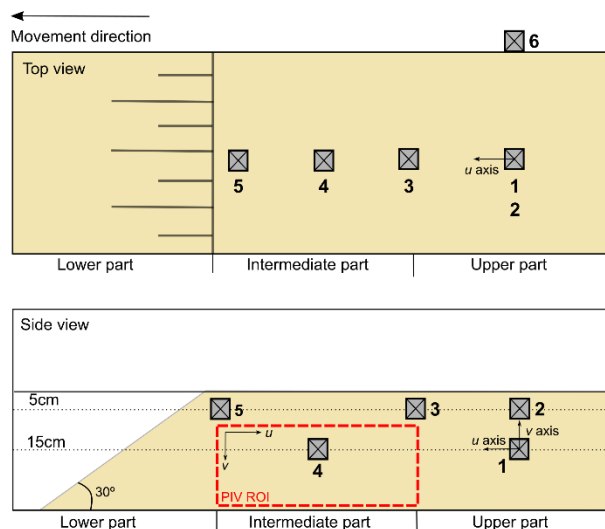 Movement direction
6
Top view
5
4
3
u axis
1
2
Lower part
Intermediate part
Upper part
Side view
5cm
5
3
2
u
v axis
u axis
15cm
v
4
1
PIV ROI
30º
Lower part
Intermediate part
Upper part